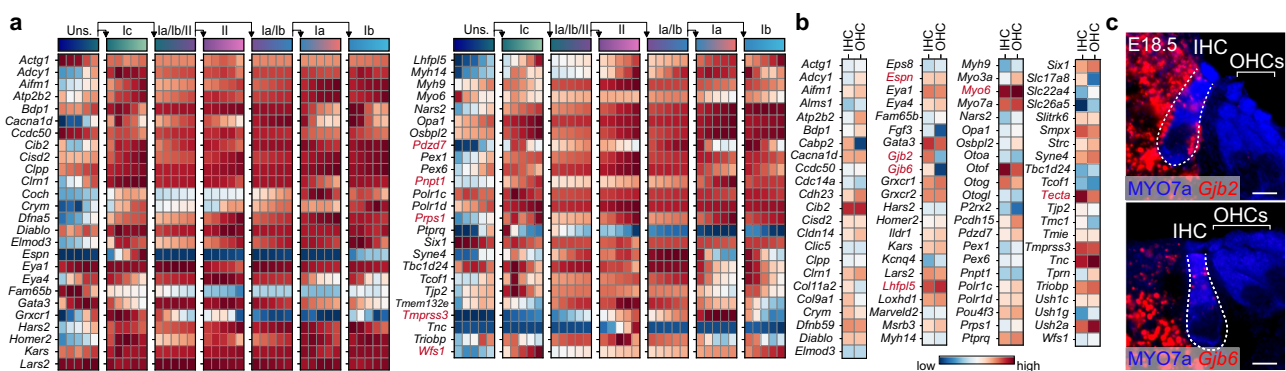 a
Uns. Ic Ia/Ib/II II Ia/Ib Ia Ib
Actg1
Adcy1
Aifm1
Atp2b2
Bdp1
Cacna1d
Ccdc50
Cib2
Cisd2
Clpp
Clrn1
Coch
Crym
Dfna5
Diablo
Elmod3
Espn
Eya1
Eya4
Fam65b
Gata3
Grxcr1
Hars2
Homer2
Kars
Lars2
Uns. Ic Ia/Ib/II II Ia/Ib Ia Ib
Lhfpl5
Myh14
Myh9
Myo6
Nars2
Opa1
Osbpl2
Pdzd7
Pex1
Pex6
Pnpt1
Polr1c
Polr1d
Prps1
Ptprq
Six1
Syne4
Tbc1d24
Tcof1
Tjp2
Tmem132e
Tmprss3
Tnc
Triobp
Wfs1
b
IHC OHC
Actg1
Adcy1
Aifm1
Alms1
Atp2b2
Bdp1
Cabp2
Cacna1d
Ccdc50
Cdc14a
Cdh23
Cib2
Cisd2
Cldn14
Clic5
Clpp
Clrn1
Col11a2
Col9a1
Crym
Dfnb59
Diablo
Elmod3
IHC OHC
Eps8
Espn
Eya1
Eya4
Fam65b
Fgf3
Gata3
Gjb2
Gjb6
Grxcr1
Grxcr2
Hars2
Homer2
Ildr1
Kars
Kcnq4
Lars2
Lhfpl5
Loxhd1
Marveld2
Msrb3
Myh14
IHC OHC
Myh9
Myo3a
Myo6
Myo7a
Nars2
Opa1
Osbpl2
Otoa
Otof
Otog
Otogl
P2rx2
Pcdh15
Pdzd7
Pex1
Pex6
Pnpt1
Polr1c
Polr1d
Pou4f3
Prps1
Ptprq
IHC OHC
Six1
Slc17a8
Slc22a4
Slc26a5
Slitrk6
Smpx
Strc
Syne4
Tbc1d24
Tcof1
Tecta
Tjp2
Tmc1
Tmie
Tmprss3
Tnc
Tprn
Triobp
Ush1c
Ush1g
Ush2a
Wfs1
low high
c
E18.5 IHC
OHCs
MYO7a Gjb2
OHCs
IHC
MYO7a Gjb6